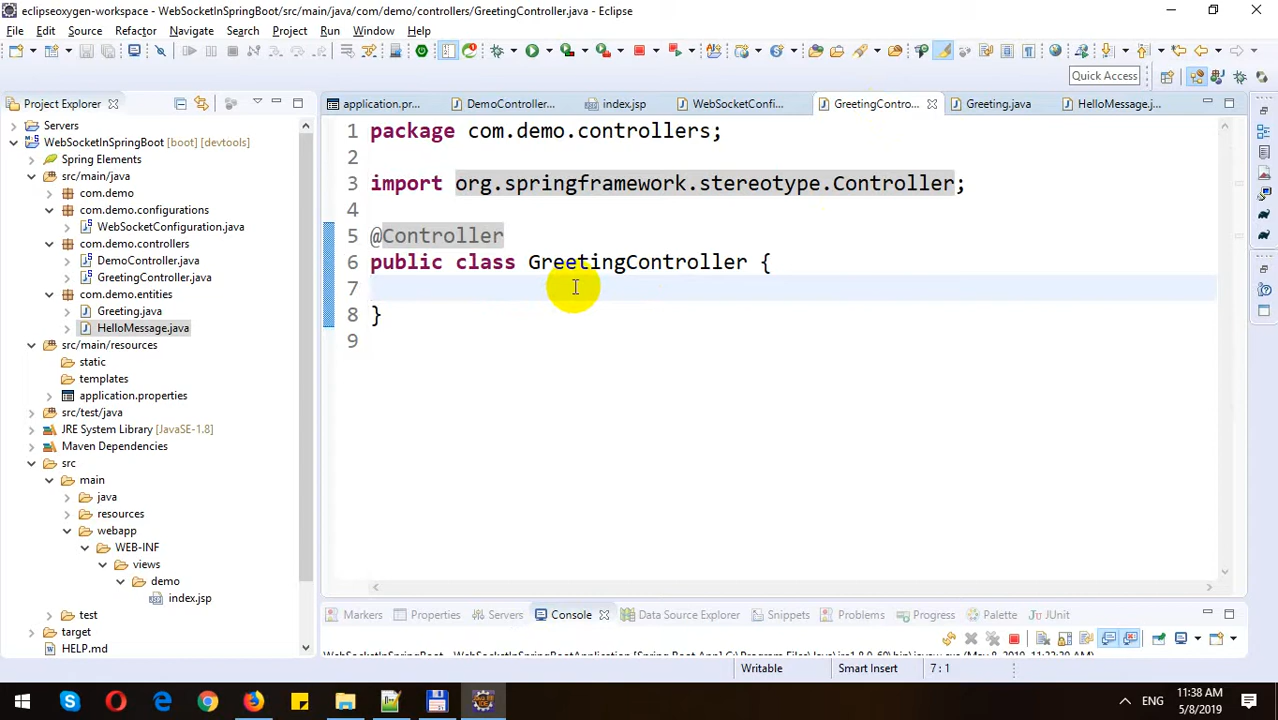 eclipseoxygen-workspace - WebSocketInSpringBoot/src/main/java/com/demo/controllers/GreetingController.java - Eclipse
File Edit Source Refactor Navigate Search Project Run Window Help
Quick Access
Project Explorer
application.pr...
DemoController...
index.jsp
WebSocketConfi...
GreetingContro...
Greeting.java
HelloMessage.j...
Servers
WebSocketInSpringBoot [boot] [devtools]
Spring Elements
src/main/java
com.demo
com.demo.configurations
WebSocketConfiguration.java
com.demo.controllers
DemoController.java
GreetingController.java
com.demo.entities
Greeting.java
HelloMessage.java
src/main/resources
static
templates
application.properties
src/test/java
JRE System Library [JavaSE-1.8]
Maven Dependencies
src
main
java
resources
webapp
WEB-INF
views
demo
index.jsp
test
target
HELP.md
1 package com.demo.controllers;
2
3 import org.springframework.stereotype.Controller;
4
5 @Controller
6 public class GreetingController {
7
8 }
9
Markers Properties Servers Console Data Source Explorer Snippets Problems Progress Palette JUnit
Writable Smart Insert 7 : 1
ENG
11:38 AM
5/8/2019